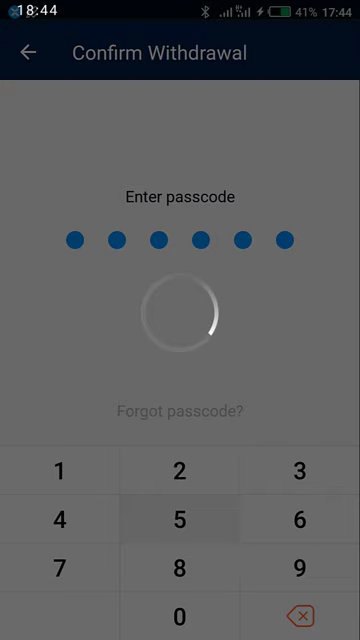 18:44 41% 17:44
Confirm Withdrawal
Enter passcode
Forgot passcode?
1 2 3
4 5 6
7 8 9
0